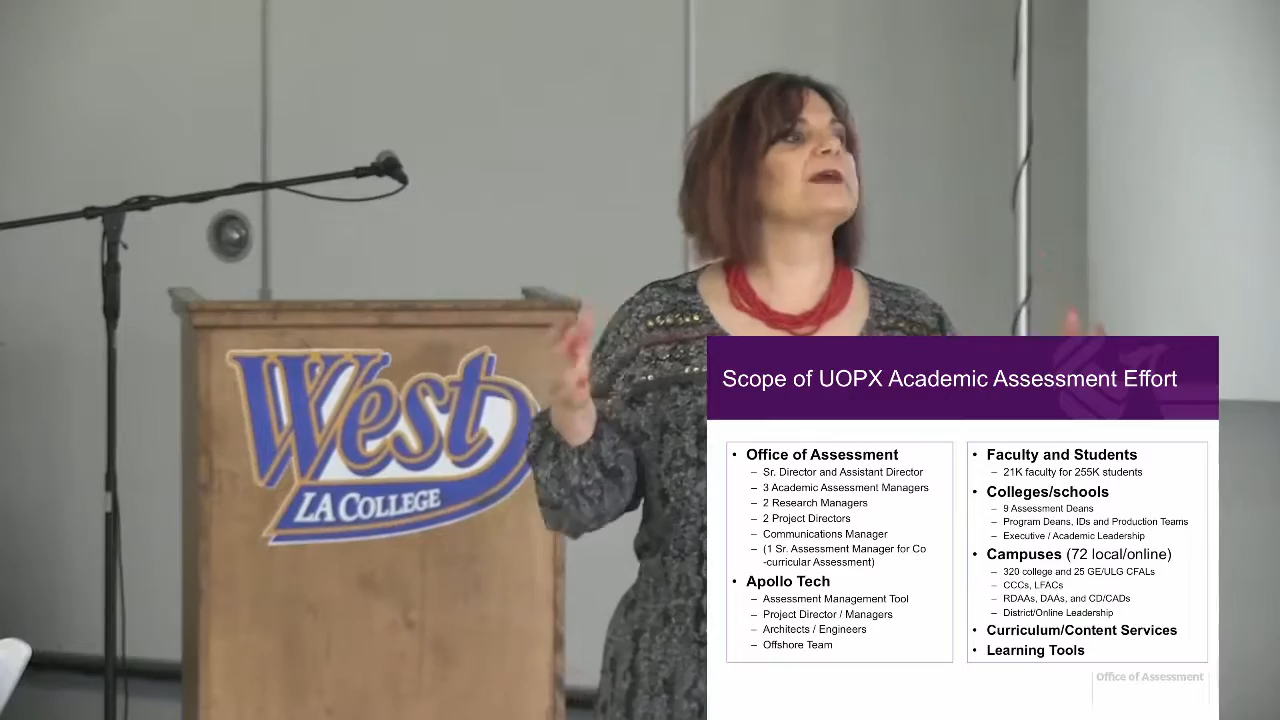 West
LA COLLEGE
Scope of UOPX Academic Assessment Effort
• Office of Assessment
– Sr. Director and Assistant Director
– 3 Academic Assessment Managers
– 2 Research Managers
– 2 Project Directors
– Communications Manager
– (1 Sr. Assessment Manager for Co
-curricular Assessment)
• Apollo Tech
– Assessment Management Tool
– Project Director / Managers
– Architects / Engineers
– Offshore Team
• Faculty and Students
– 21K faculty for 255K students
• Colleges/schools
– 9 Assessment Deans
– Program Deans, IDs and Production Teams
– Executive / Academic Leadership
• Campuses (72 local/online)
– 320 college and 25 GE/ULG CFALs
– CCCs, LFACs
– RDAAs, DAAs, and CD/CADs
– District/Online Leadership
• Curriculum/Content Services
• Learning Tools
Office of Assessment